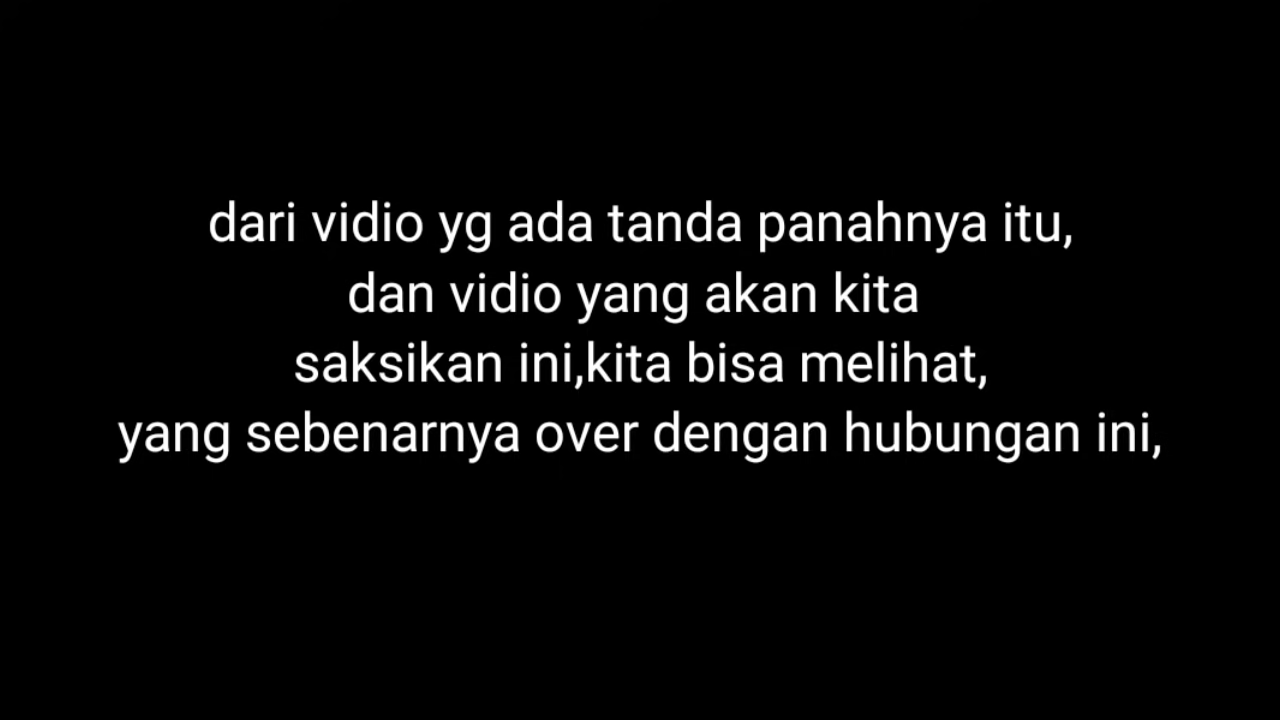 dari vidio yg ada tanda panahnya itu,
dan vidio yang akan kita
saksikan ini,kita bisa melihat,
yang sebenarnya over dengan hubungan ini,